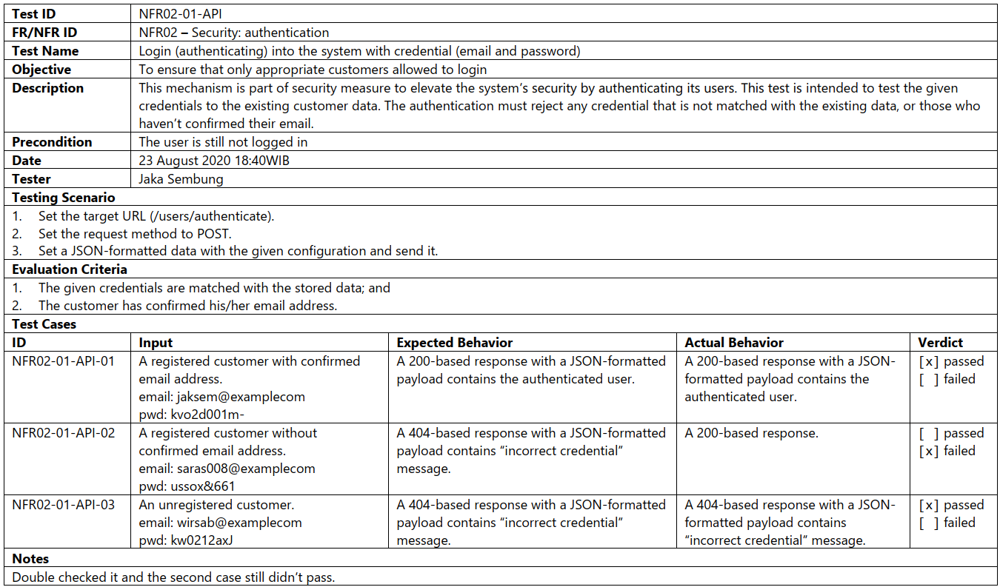 Test ID NFR02-01-API
FR/NFR ID NFR02 – Security: authentication
Test Name Login (authenticating) into the system with credential (email and password)
Objective To ensure that only appropriate customers allowed to login
Description This mechanism is part of security measure to elevate the system’s security by authenticating its users. This test is intended to test the given
credentials to the existing customer data. The authentication must reject any credential that is not matched with the existing data, or those who
haven’t confirmed their email.
Precondition The user is still not logged in
Date 23 August 2020 18:40WIB
Tester Jaka Sembung
Testing Scenario
1. Set the target URL (/users/authenticate).
2. Set the request method to POST.
3. Set a JSON-formatted data with the given configuration and send it.
Evaluation Criteria
1. The given credentials are matched with the stored data; and
2. The customer has confirmed his/her email address.
Test Cases
ID Input Expected Behavior Actual Behavior Verdict
NFR02-01-API-01 A registered customer with confirmed A 200-based response with a JSON-formatted A 200-based response with a JSON- [x] passed
email address. payload contains the authenticated user. formatted payload contains the [ ] failed
email: jaksem@examplecom authenticated user.
pwd: kvo2d001m-
NFR02-01-API-02 A registered customer without A 404-based response with a JSON-formatted A 200-based response. [ ] passed
confirmed email address. payload contains “incorrect credential” [x] failed
email: saras008@examplecom message.
pwd: ussox&661
NFR02-01-API-03 An unregistered customer. A 404-based response with a JSON-formatted A 404-based response with a JSON- [x] passed
email: wirsab@examplecom payload contains “incorrect credential” formatted payload contains [ ] failed
pwd: kw0212axJ message. “incorrect credential” message.
Notes
Double checked it and the second case still didn’t pass.